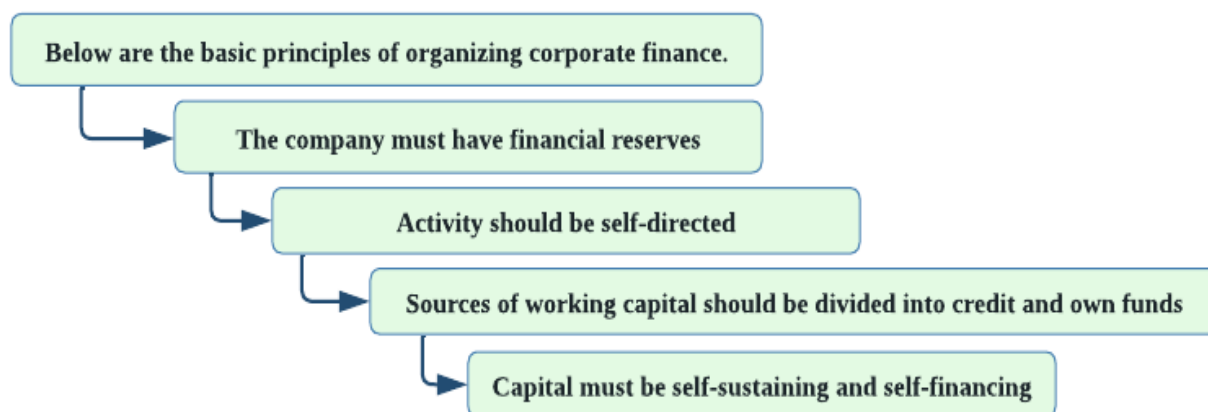 Below are the basic principles of organizing corporate finance.
The company must have financial reserves
Activity should be self-directed
Sources of working capital should be divided into credit and own funds
Capital must be self-sustaining and self-financing